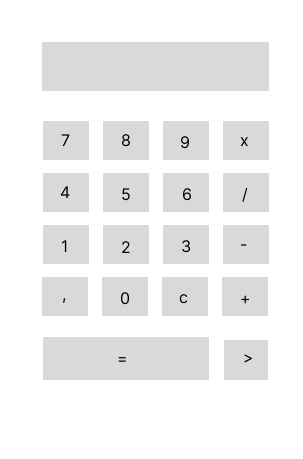 7 8 9 x
4 5 6 /
1 2 3 -
, 0 c +
= >